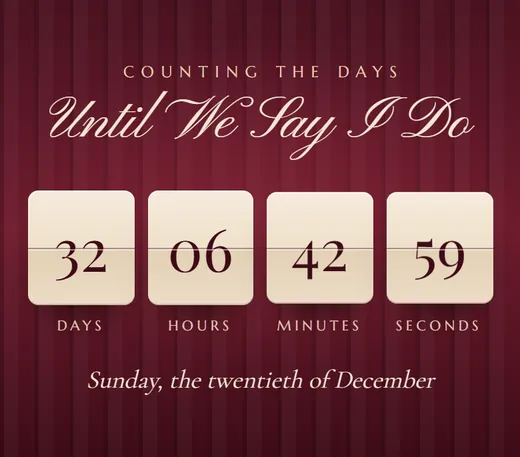 COUNTING THE DAYS
Until We Say I Do
32 06 42 59
DAYS HOURS MINUTES SECONDS
Sunday, the twentieth of December